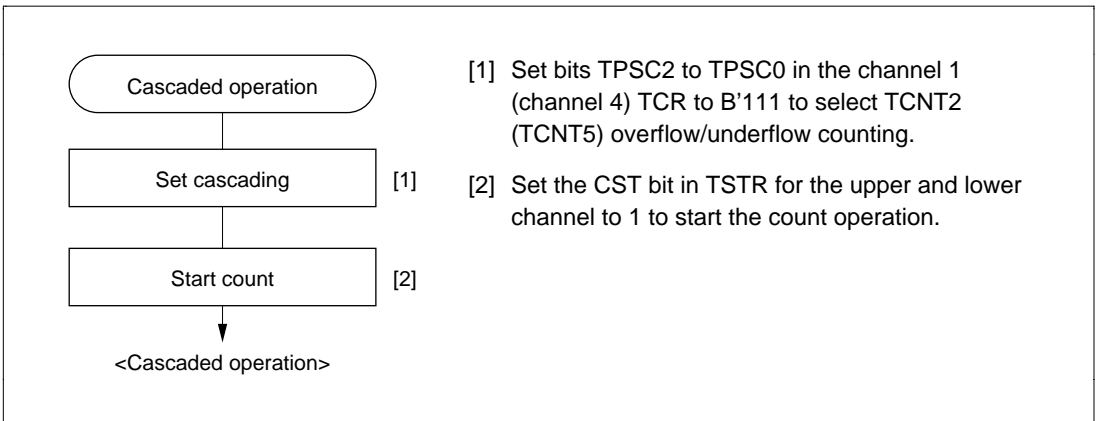 Cascaded operation
Set cascading
[1]
Start count
[2]
<Cascaded operation>
[1] Set bits TPSC2 to TPSC0 in the channel 1
(channel 4) TCR to B'111 to select TCNT2
(TCNT5) overflow/underflow counting.
[2] Set the CST bit in TSTR for the upper and lower
channel to 1 to start the count operation.